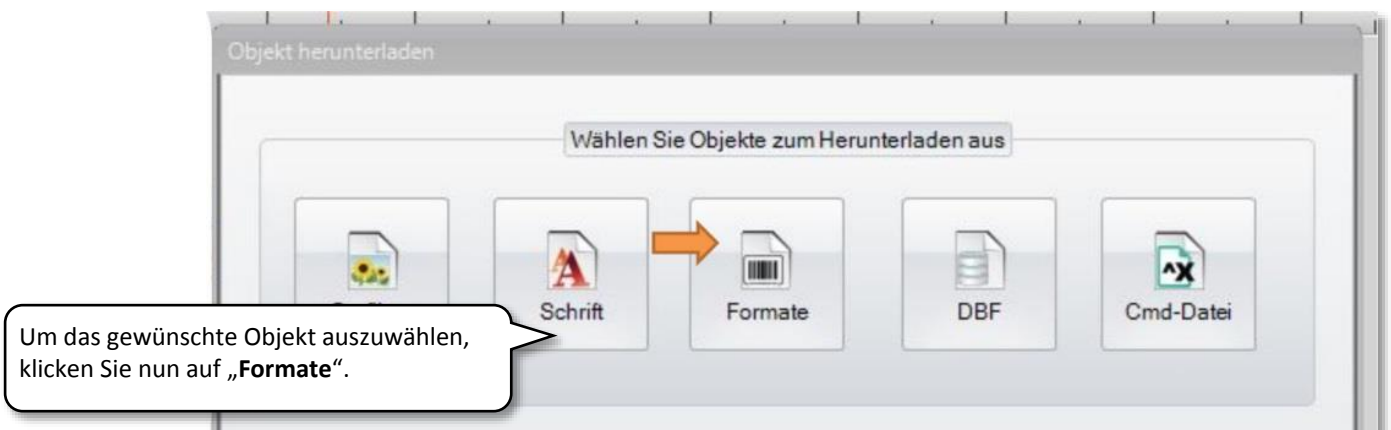 Objekt herunterladen
Wählen Sie Objekte zum Herunterladen aus
Schrift
Formate
DBF
^X
Cmd-Datei
Um das gewünschte Objekt auszuwählen,
klicken Sie nun auf „Formate“.